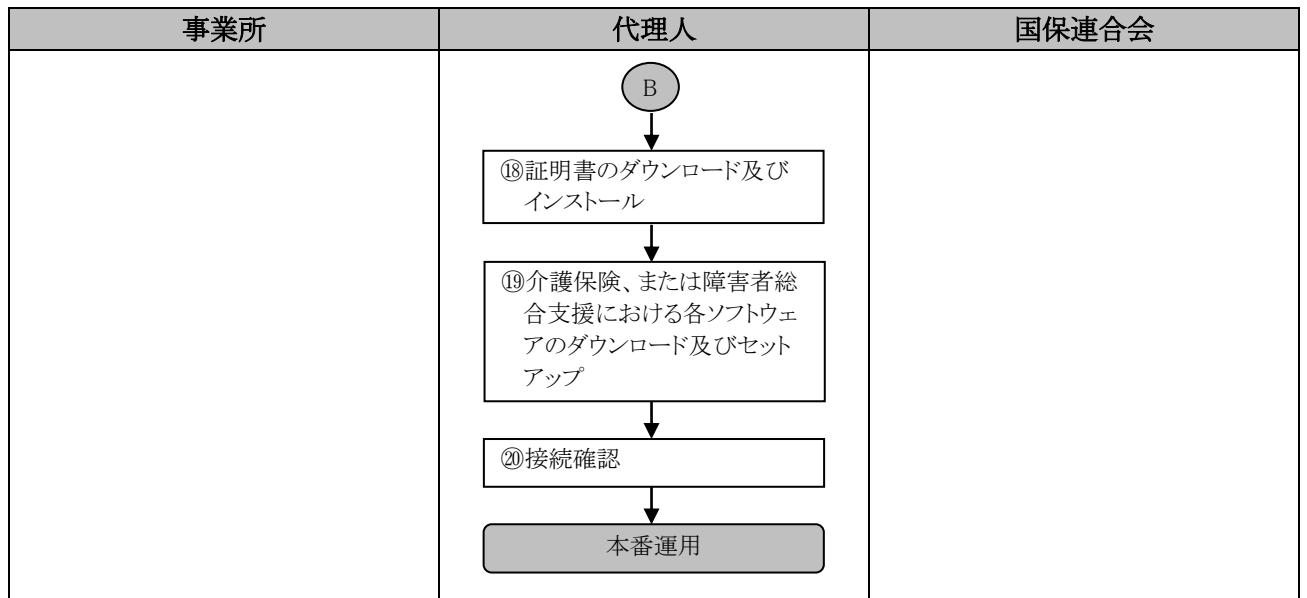 事業所
代理人
国保連合会
B
⑱証明書のダウンロード及び
インストール
⑲介護保険、または障害者総
合支援における各ソフトウェ
アのダウンロード及びセット
アップ
⑳接続確認
本番運用